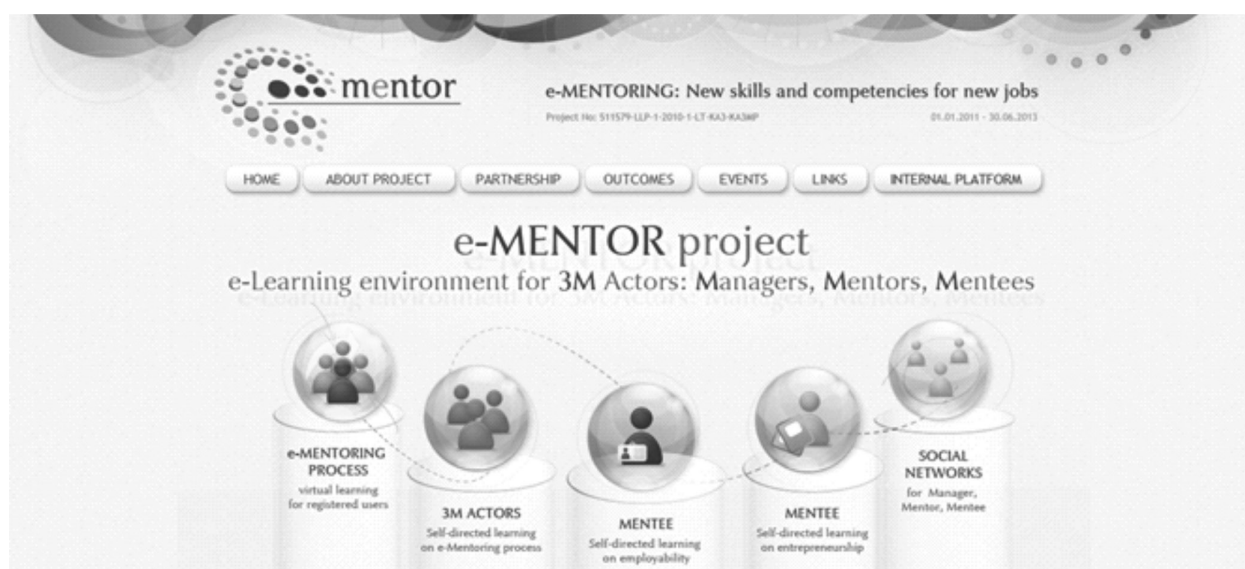 mentor
e-MENTORING: New skills and competencies for new jobs
Project No: 511579-LLP-1-2010-1-LT-KA3-KA3MP
01.01.2011 - 30.06.2013
HOME
ABOUT PROJECT
PARTNERSHIP
OUTCOMES
EVENTS
LINKS
INTERNAL PLATFORM
e-MENTOR project
e-Learning environment for 3M Actors: Managers, Mentors, Mentees
e-MENTORING
PROCESS
virtual learning
for registered users
3M ACTORS
Self-directed learning
on e-Mentoring process
MENTEE
Self-directed learning
on employability
MENTEE
Self-directed learning
on entrepreneurship
SOCIAL
NETWORKS
for Manager,
Mentor, Mentee